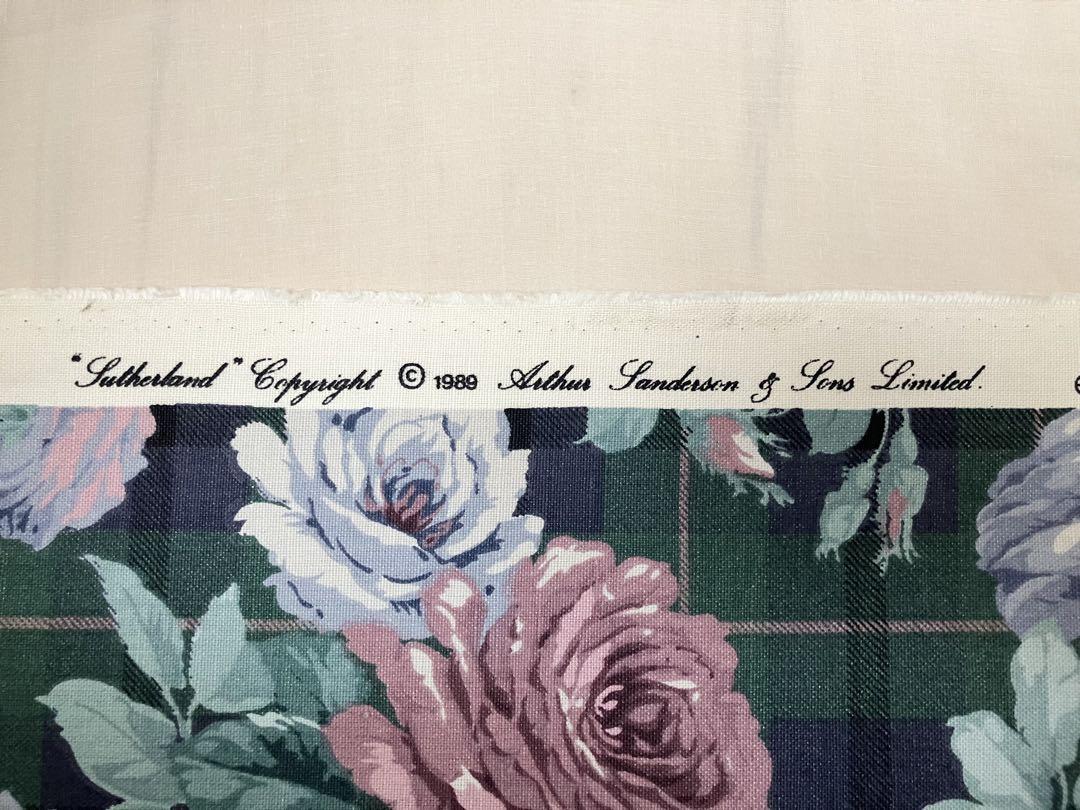 "Sutherland" Copyright © 1989 Arthur Sanderson & Sons Limited.